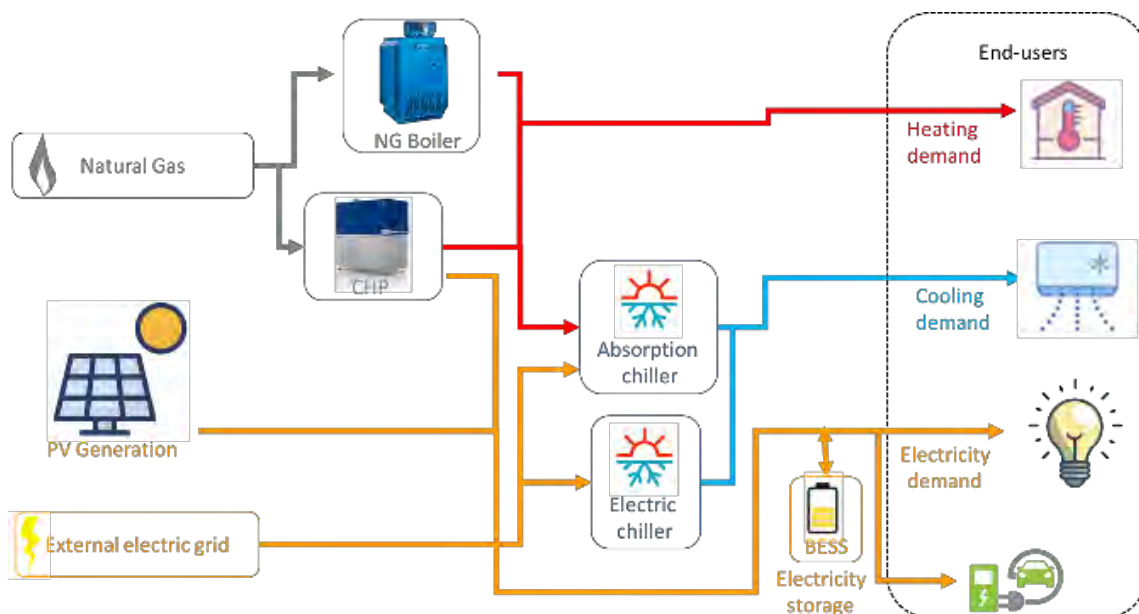 End-users
NG Boiler
Natural Gas
Heating
demand
CHP
Cooling
demand
Absorption
chiller
PV Generation
Electricity
demand
Electric
chiller
External electric grid
BESS
Electricity
storage